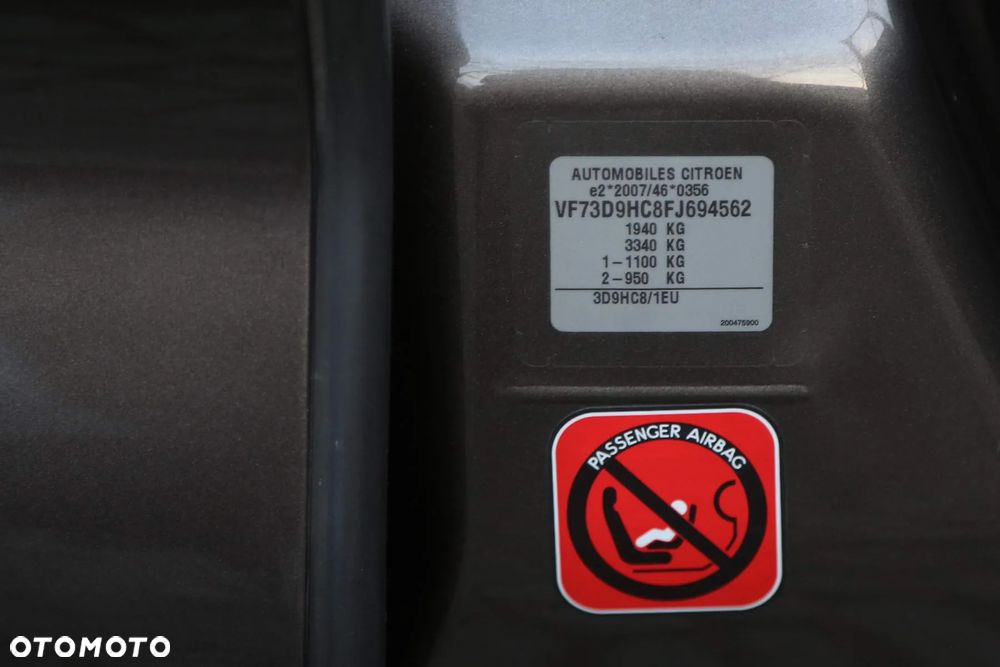 AUTOMOBILES CITROEN
e2*2007/46*0356
VF73D9HC8FJ694562
1940 KG
3340 KG
1-1100 KG
2-950 KG
3D9HC8/1EU
200475900
PASSENGER AIRBAG
OTOMOTO